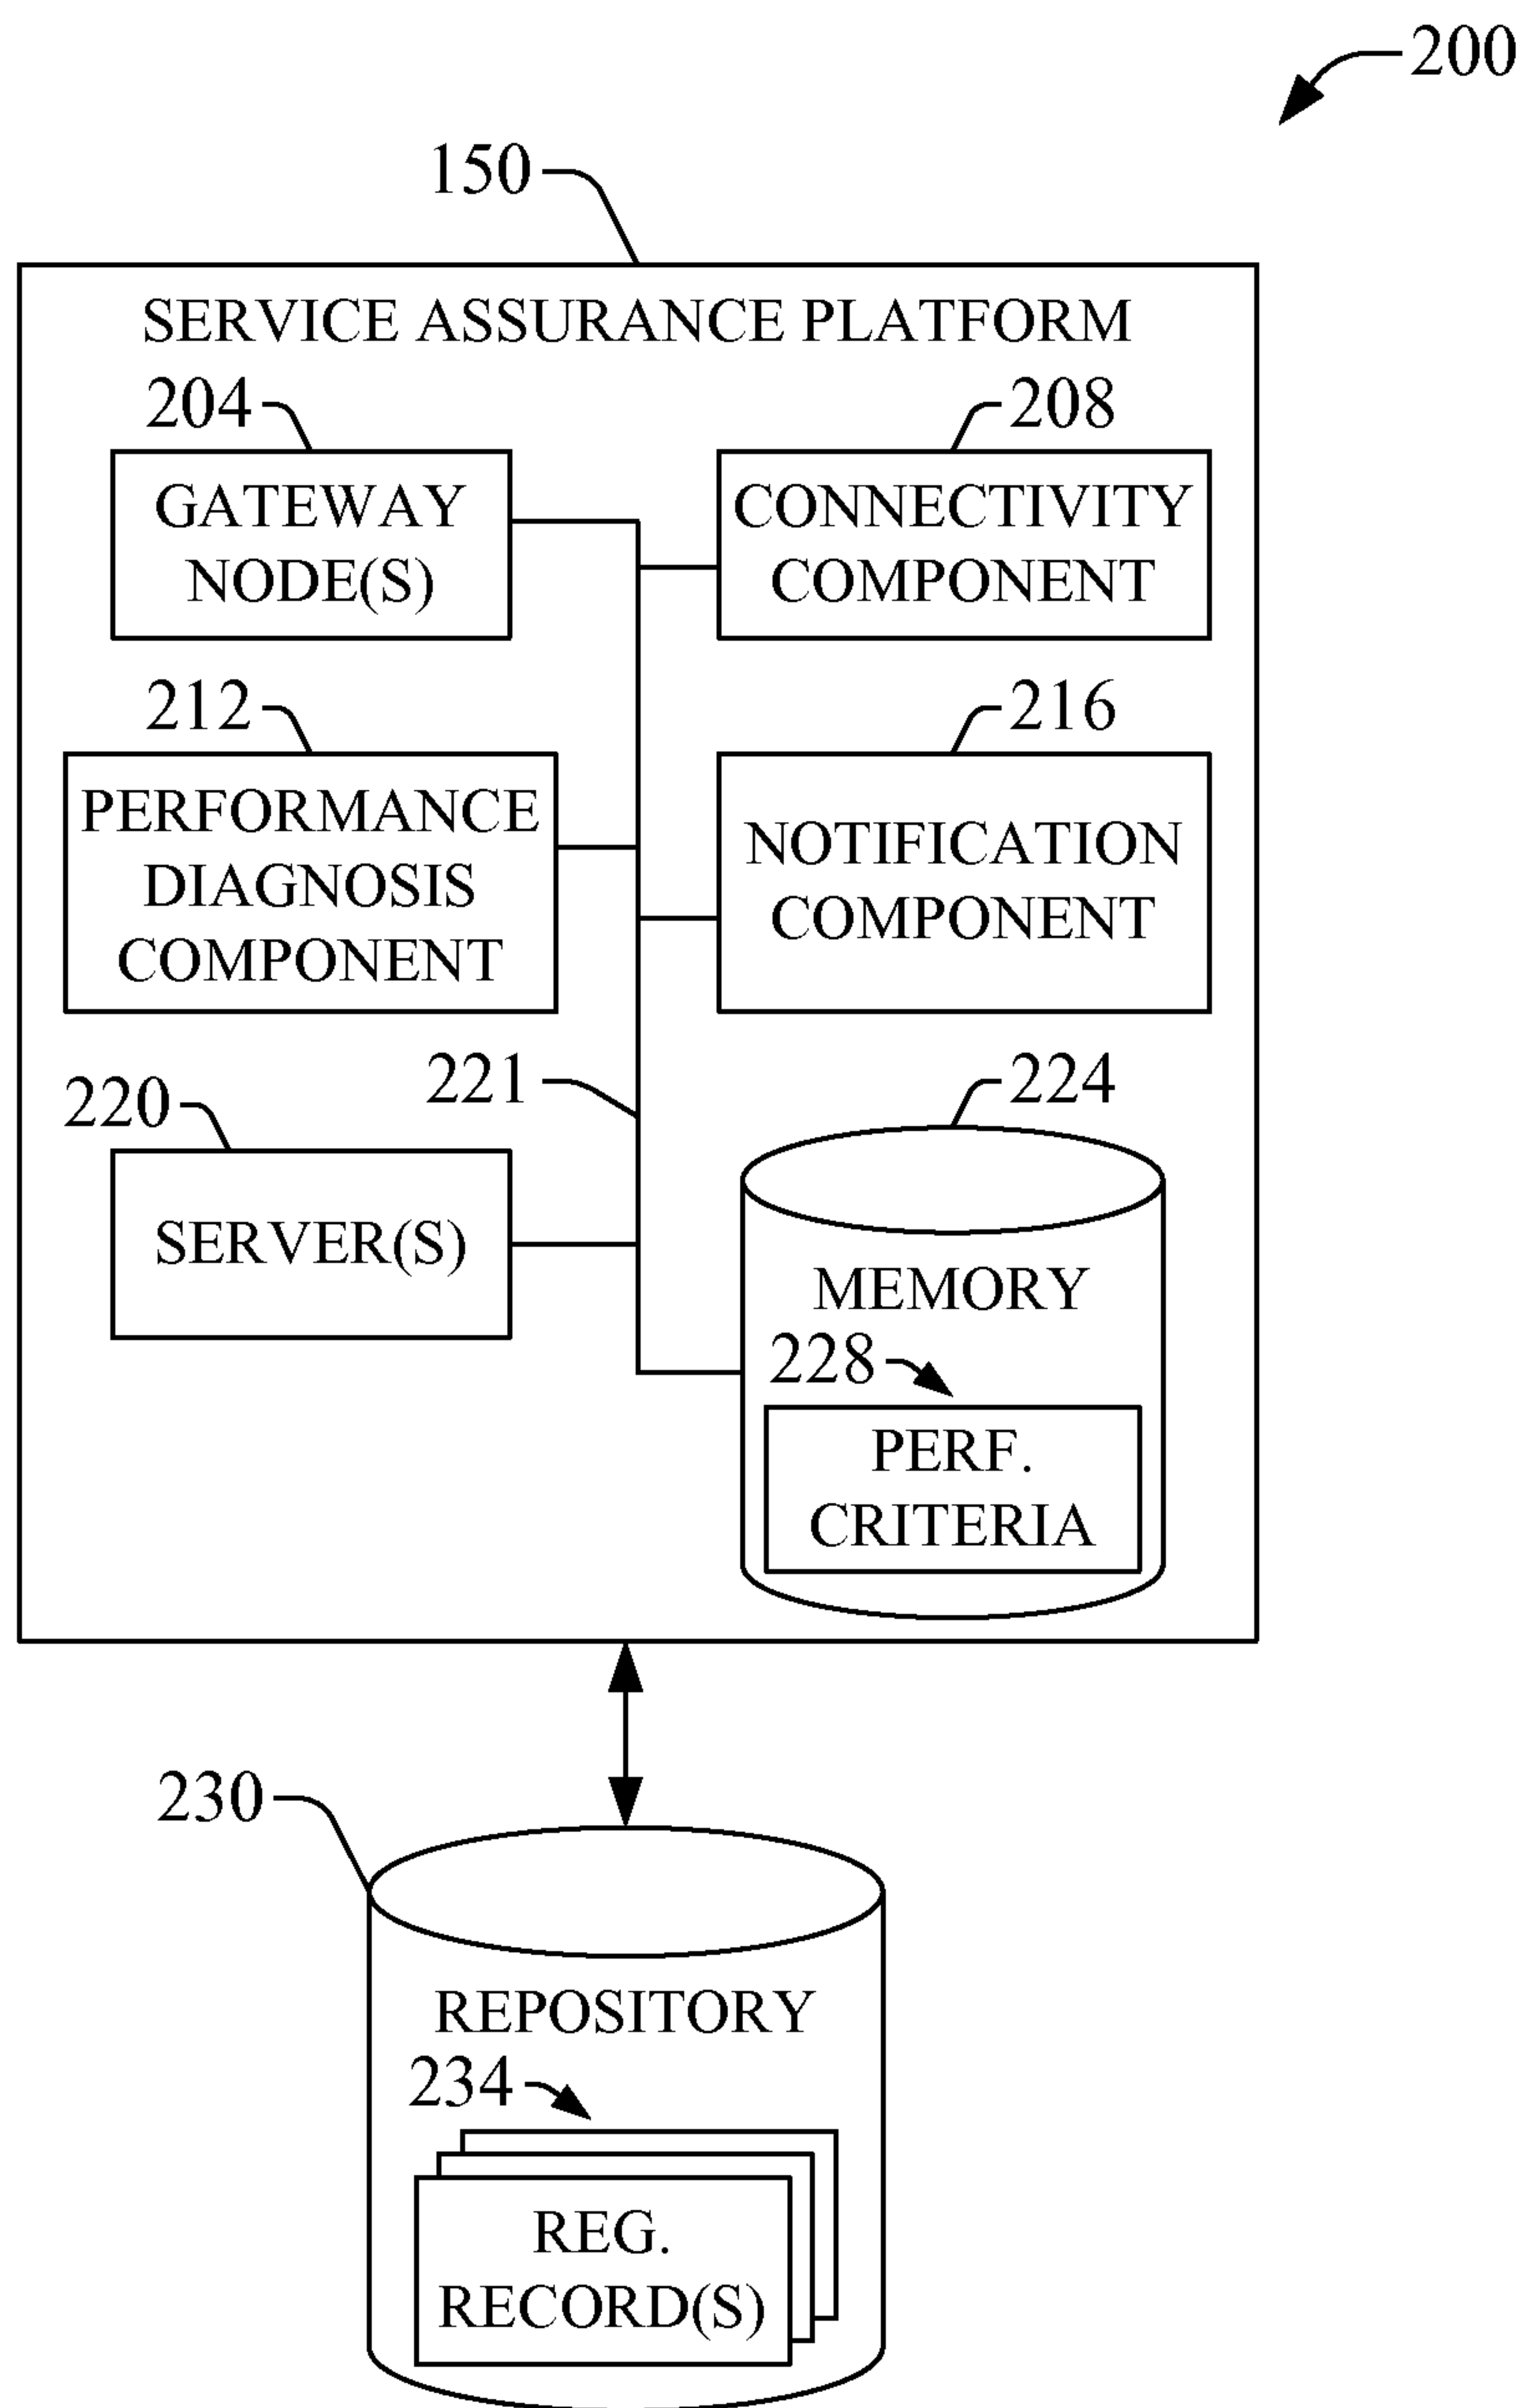 200
150
SERVICE ASSURANCE PLATFORM
204
208
GATEWAY
NODE(S)
CONNECTIVITY
COMPONENT
212
216
PERFORMANCE
DIAGNOSIS
COMPONENT
NOTIFICATION
COMPONENT
220
221
224
SERVER(S)
MEMORY
228
PERF.
CRITERIA
230
REPOSITORY
234
REG.
RECORD(S)